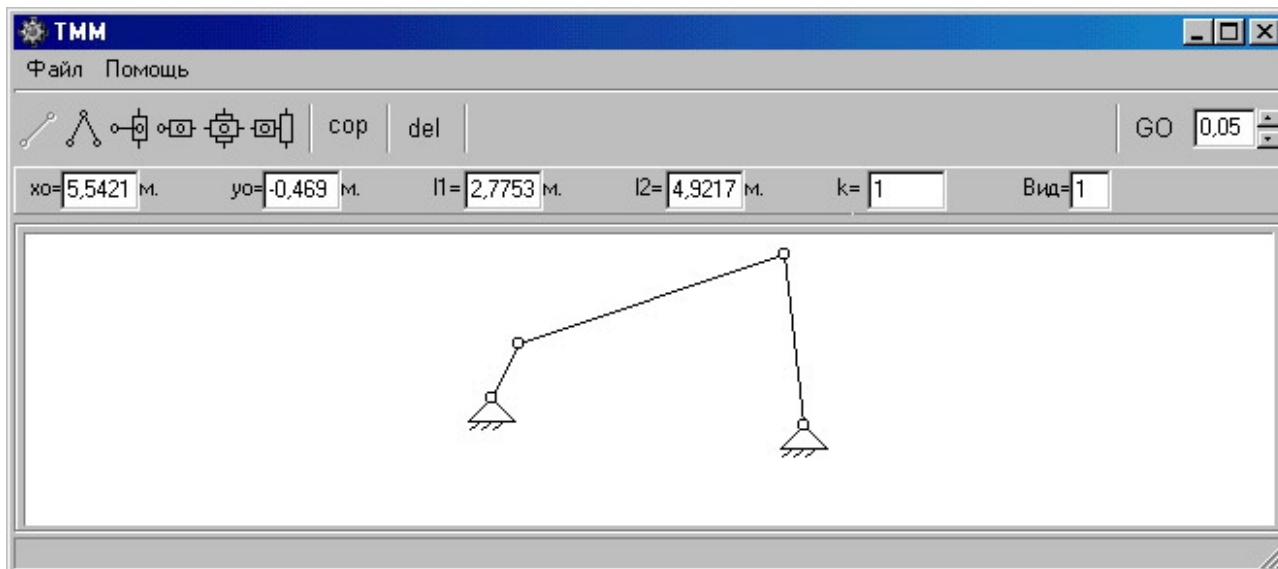 ТММ
Файл Помощь
cop del GO 0,05
xo= 5,5421 м. yo= -0,469 м. l1= 2,7753 м. l2= 4,9217 м. k= 1 Вид= 1